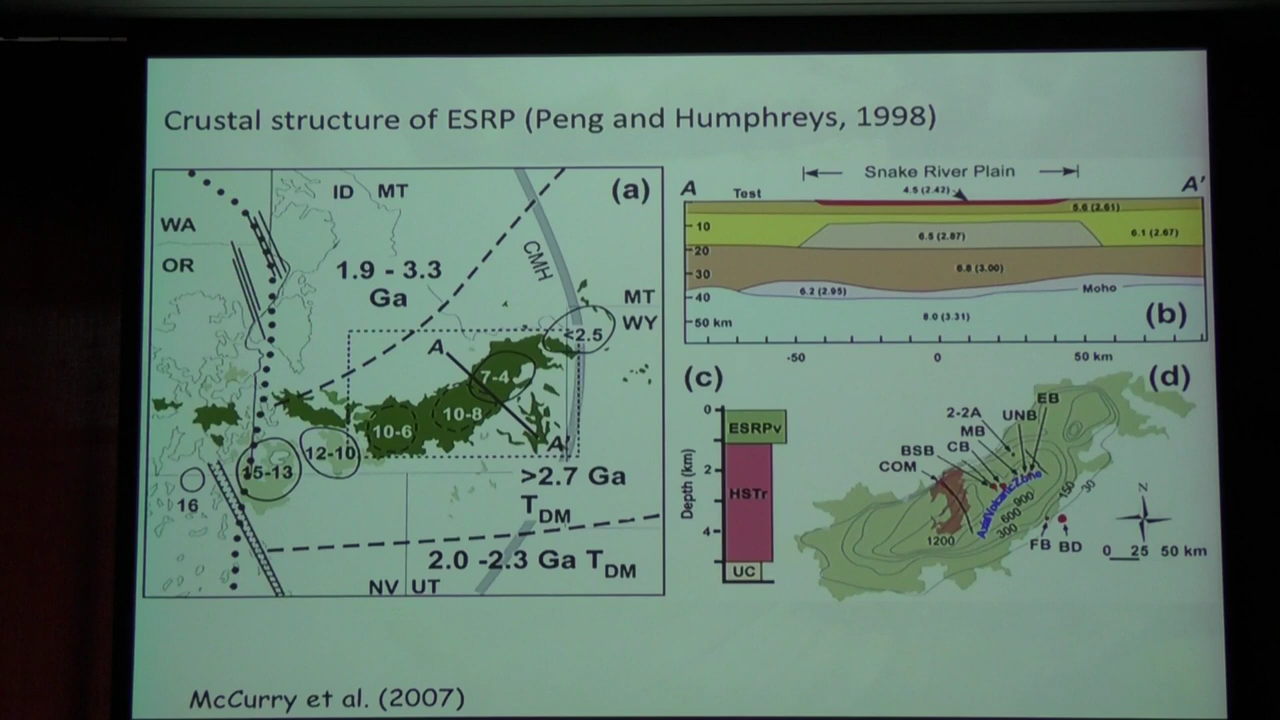 Crustal structure of ESRP (Peng and Humphreys, 1998)
(a)
ID MT
WA
OR
1.9 - 3.3
Ga
CMH
MT
WY
<2.5
A
7-4
10-8
10-6
A'
12-10
15-13
16
>2.7 Ga
TDM
2.0 -2.3 Ga TDM
NV UT
Snake River Plain
A
Test
4.5 (2.42)
A'
5.6 (2.61)
10
6.5 (2.87)
6.1 (2.67)
20
6.8 (3.00)
30
6.2 (2.95)
Moho
40
8.0 (3.31)
(b)
50 km
-50
0
50 km
(c)
(d)
0
ESRPv
Depth (km)
2
HSTr
4
UC
EB
2-2A
UNB
MB
CB
BSB
COM
Axial Volcanic Zone
150
30
900
600
300
1200
FB BD
N
0 25 50 km
McCurry et al. (2007)